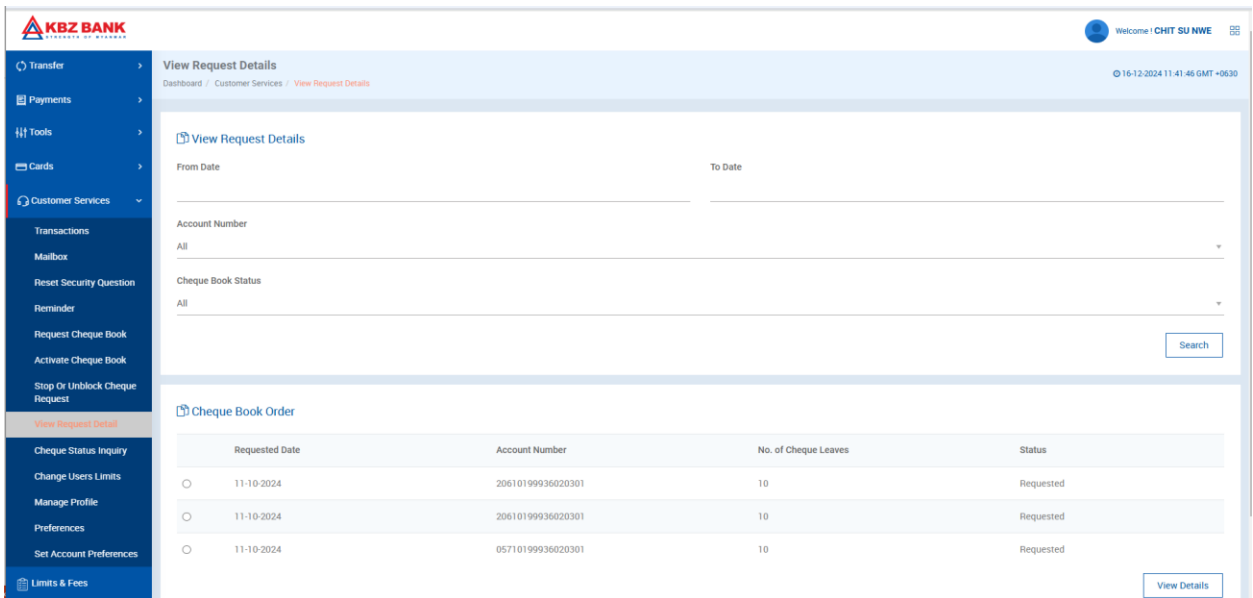 KBZ BANK
STRENGTH OF MYANMAR
Welcome ! CHIT SU NWE
Transfer
Payments
Tools
Cards
Customer Services
Transactions
Mailbox
Reset Security Question
Reminder
Request Cheque Book
Activate Cheque Book
Stop Or Unblock Cheque
Request
View Request Detail
Cheque Status Inquiry
Change Users Limits
Manage Profile
Preferences
Set Account Preferences
Limits & Fees
View Request Details
Dashboard / Customer Services / View Request Details
16-12-2024 11:41:46 GMT +0630
View Request Details
From Date To Date
Account Number
All
Cheque Book Status
All
Search
Cheque Book Order
Requested Date Account Number No. of Cheque Leaves Status
11-10-2024 20610199936020301 10 Requested
11-10-2024 20610199936020301 10 Requested
11-10-2024 05710199936020301 10 Requested
View Details